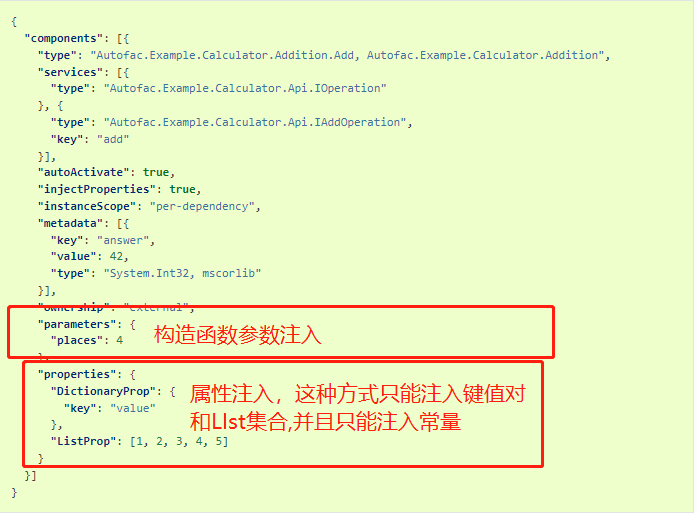 {
  "components": [{
    "type": "Autofac.Example.Calculator.Addition.Add, Autofac.Example.Calculator.Addition",
    "services": [{
      "type": "Autofac.Example.Calculator.Api.IOperation"
    }, {
      "type": "Autofac.Example.Calculator.Api.IAddOperation",
      "key": "add"
    }],
    "autoActivate": true,
    "injectProperties": true,
    "instanceScope": "per-dependency",
    "metadata": [{
      "key": "answer",
      "value": 42,
      "type": "System.Int32, mscorlib"
    }],
    "ownership": "external",
    "parameters": {
      "places": 4
    },
构造函数参数注入
    "properties": {
      "DictionaryProp": {
        "key": "value"
      },
      "ListProp": [1, 2, 3, 4, 5]
    }
属性注入，这种方式只能注入键值对
和LIst集合,并且只能注入常量
  }]
}